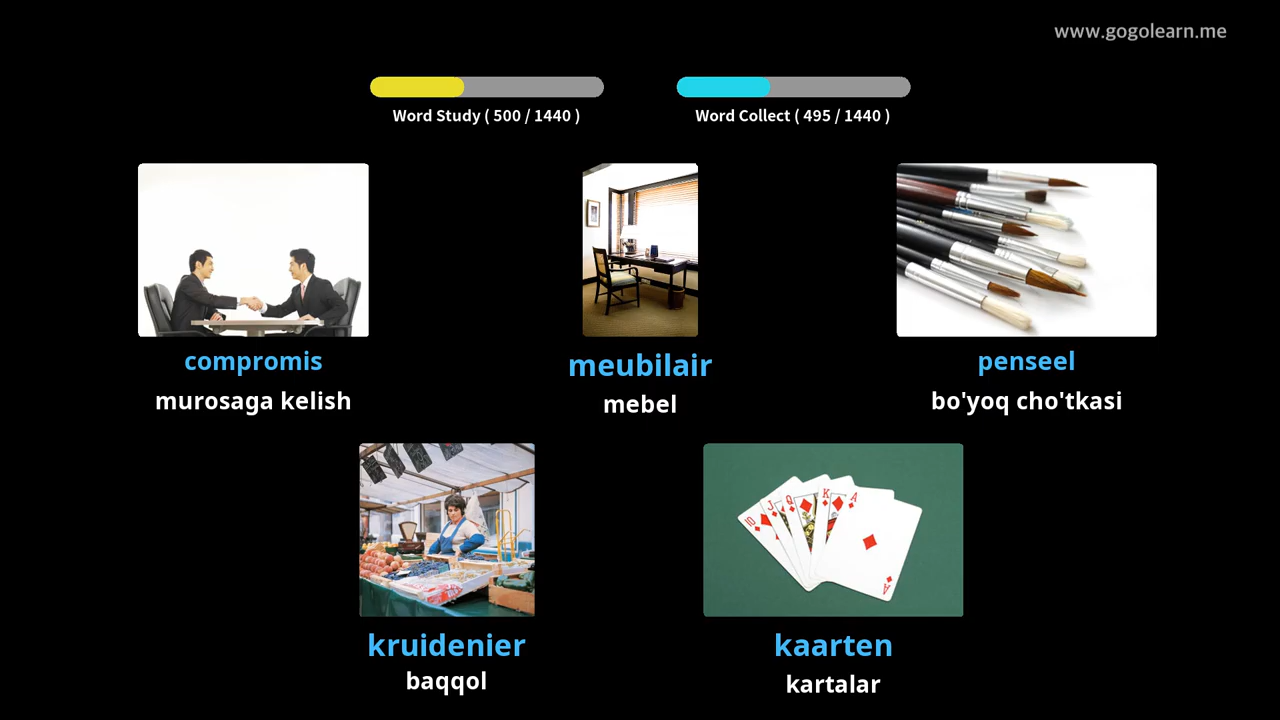 www.gogolearn.me
Word Study ( 500 / 1440 )
Word Collect ( 495 / 1440 )
compromis
murosaga kelish
meubilair
mebel
penseel
bo'yoq cho'tkasi
10 J Q K A
A
kruidenier
baqqol
kaarten
kartalar